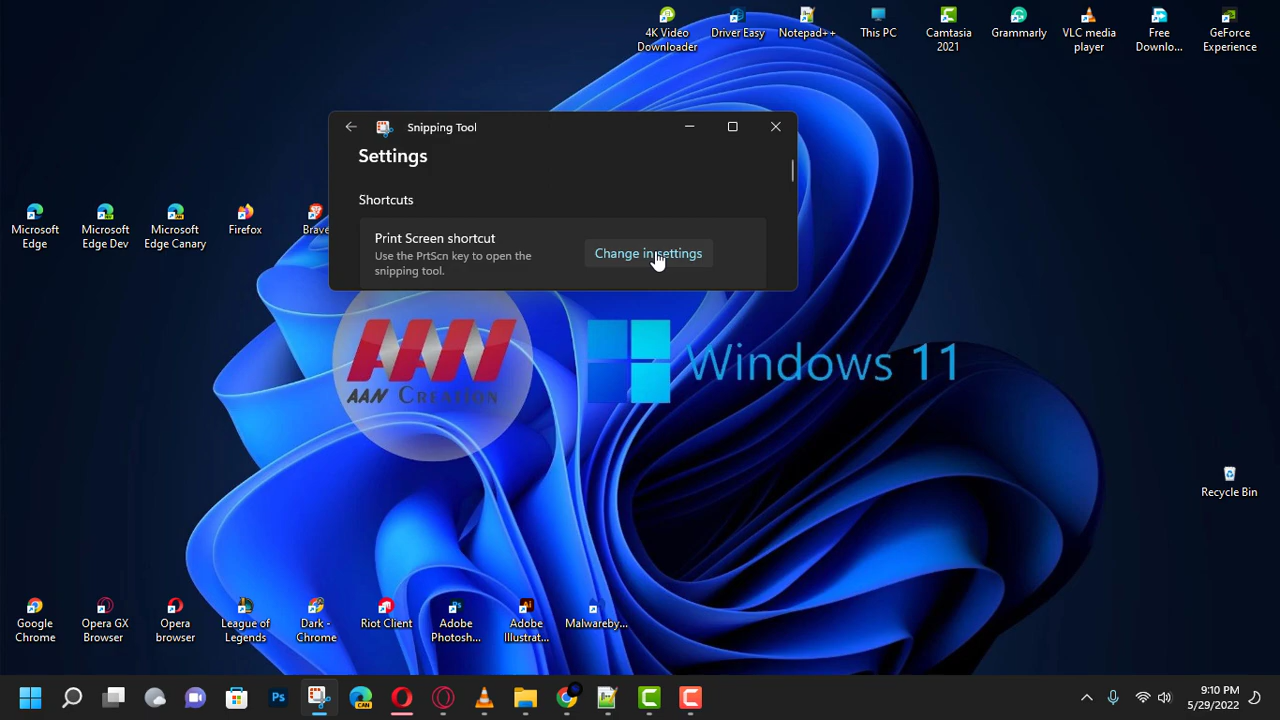 4K Video
Downloader
Driver Easy
Notepad++
This PC
Camtasia
2021
Grammarly
VLC media
player
Free
Downlo...
GeForce
Experience
Snipping Tool
Settings
Shortcuts
Print Screen shortcut
Use the PrtScn key to open the
snipping tool.
Change in settings
Microsoft
Edge
Microsoft
Edge Dev
Microsoft
Edge Canary
Firefox
Brave
AAN
AAN CREATION
Windows 11
Recycle Bin
Google
Chrome
Opera GX
Browser
Opera
browser
League of
Legends
Dark -
Chrome
Riot Client
Adobe
Photosh...
Adobe
Illustrat...
Malwareby...
Ps
CAN
9:10 PM
5/29/2022